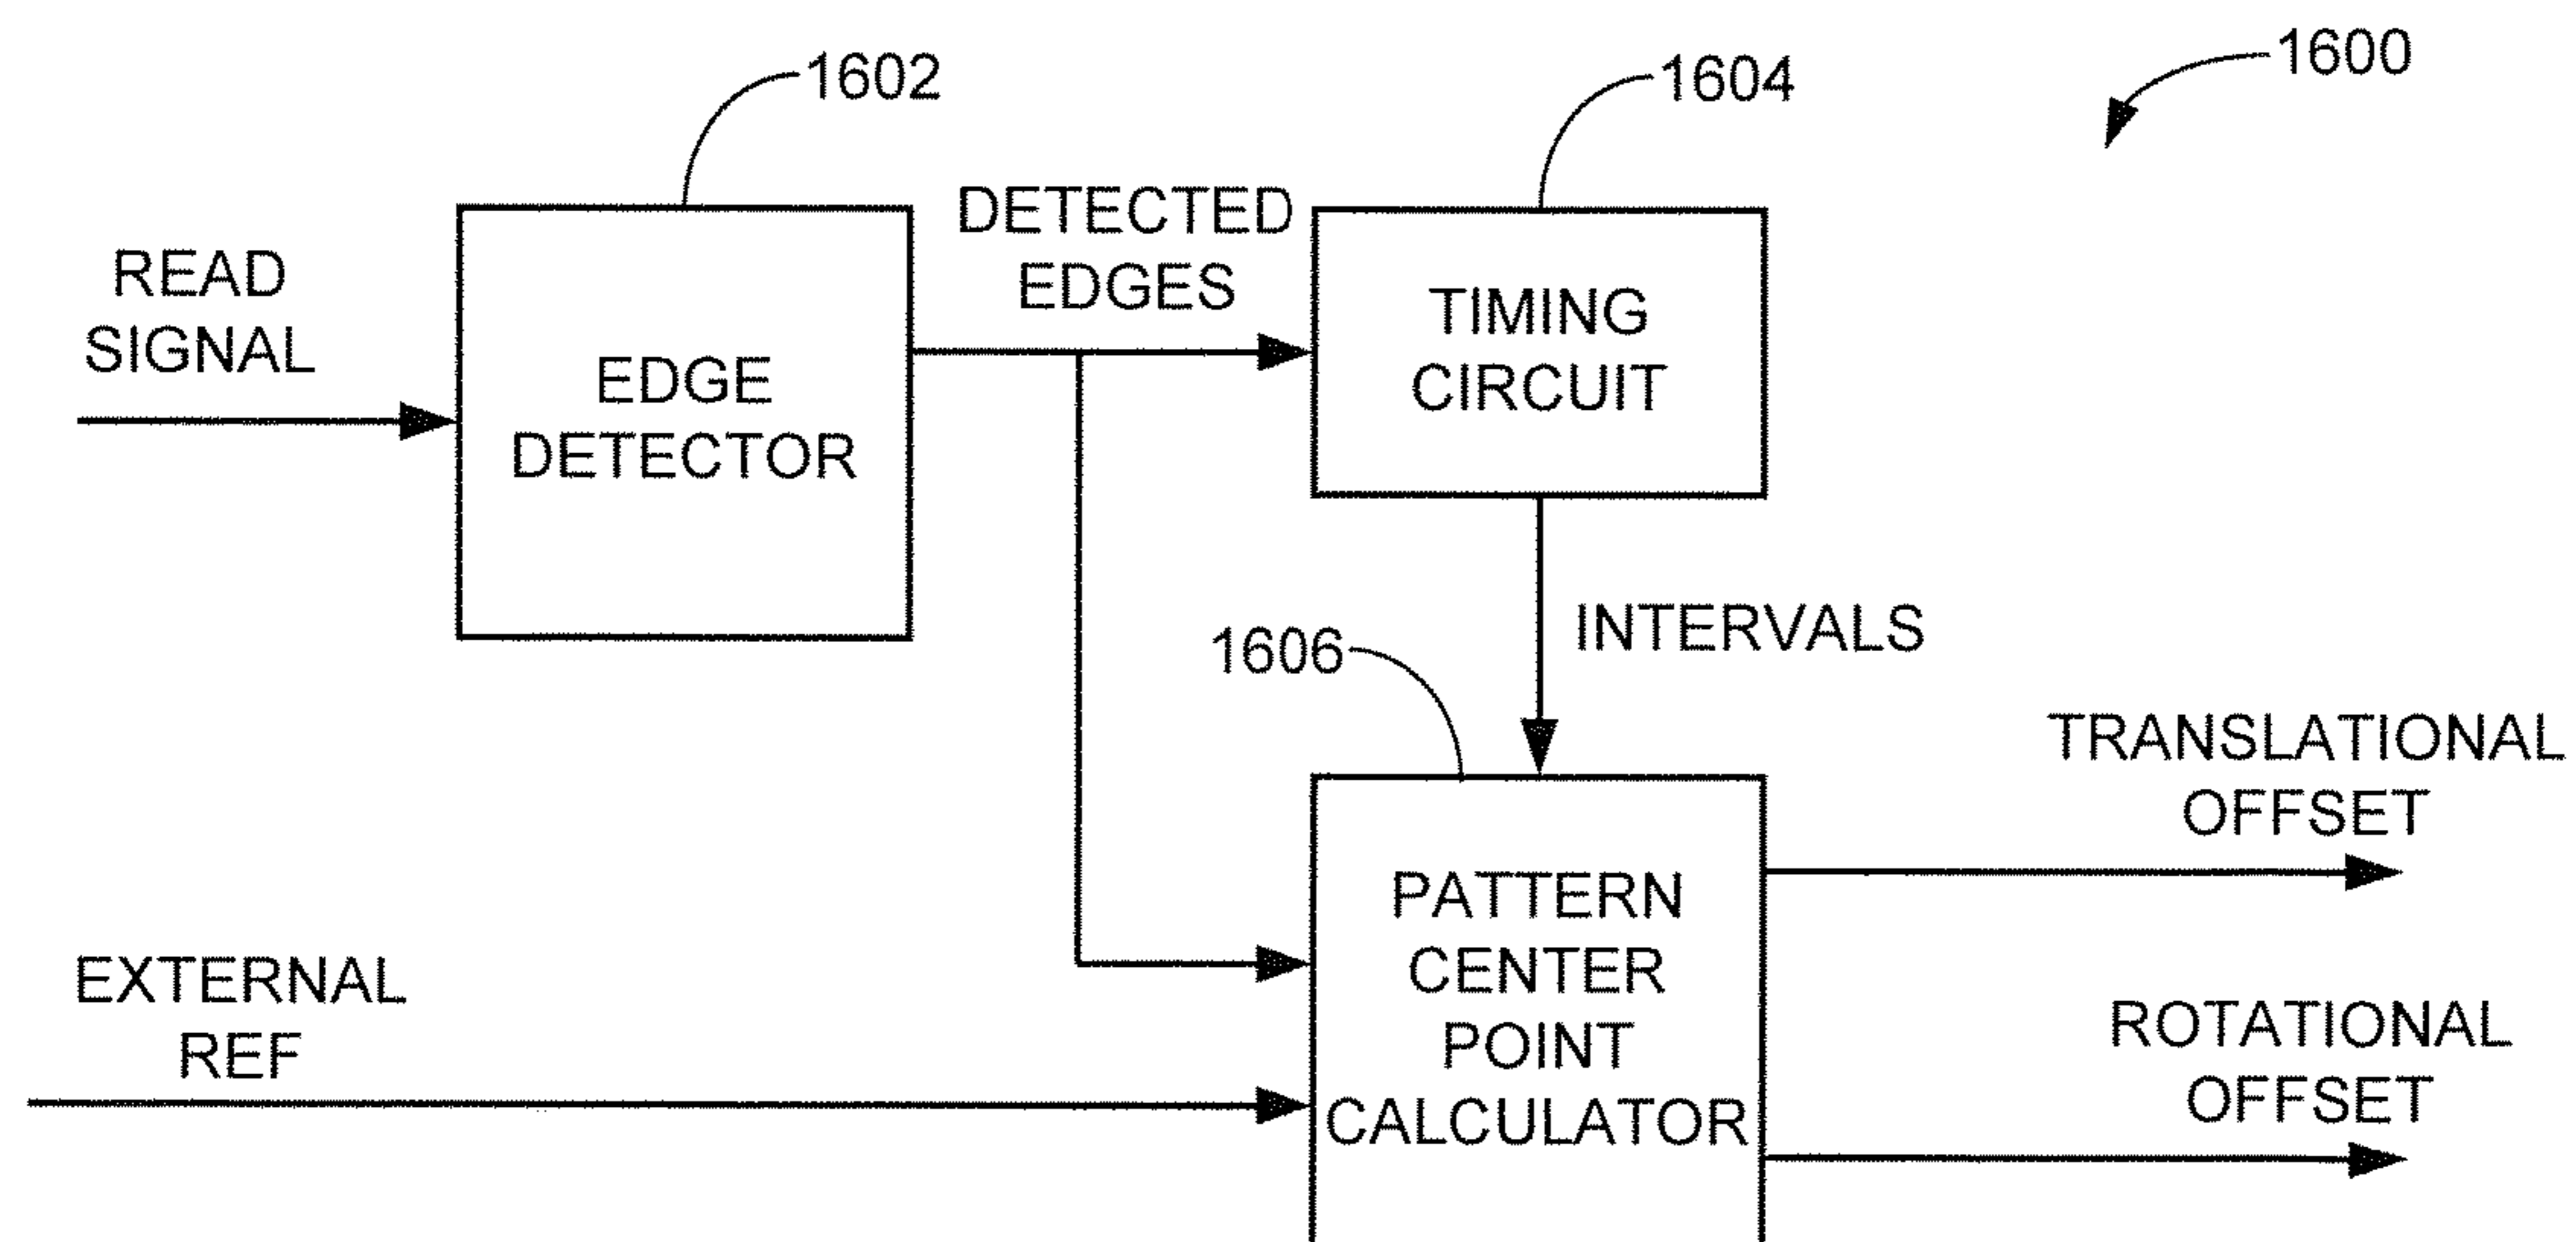 1600
1602
1604
DETECTED
EDGES
READ
SIGNAL
EDGE
DETECTOR
TIMING
CIRCUIT
INTERVALS
1606
TRANSLATIONAL
OFFSET
PATTERN
CENTER
POINT
CALCULATOR
EXTERNAL
REF
ROTATIONAL
OFFSET